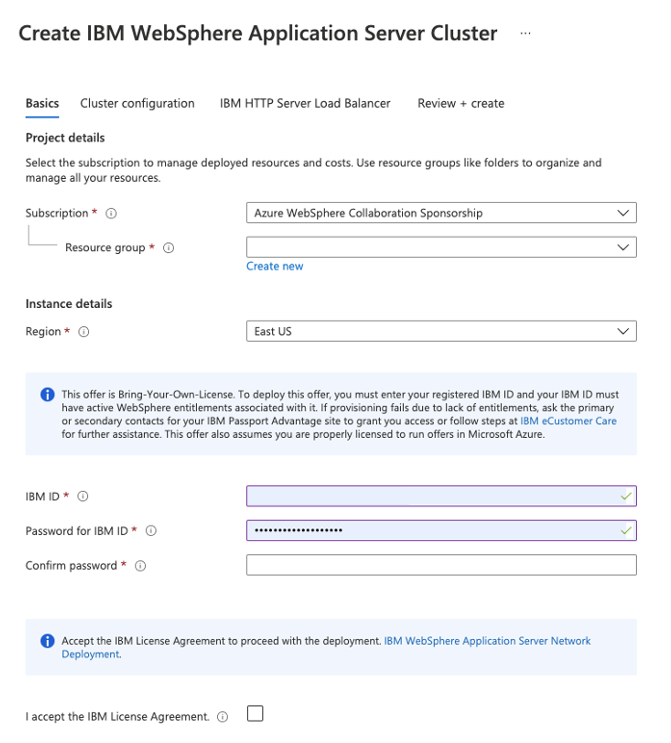 Create IBM WebSphere Application Server Cluster ...
Basics Cluster configuration IBM HTTP Server Load Balancer Review + create
Project details
Select the subscription to manage deployed resources and costs. Use resource groups like folders to organize and
manage all your resources.
Subscription * Azure WebSphere Collaboration Sponsorship
Resource group *
Create new
Instance details
Region * East US
This offer is Bring-Your-Own-License. To deploy this offer, you must enter your registered IBM ID and your IBM ID must
have active WebSphere entitlements associated with it. If provisioning fails due to lack of entitlements, ask the primary
or secondary contacts for your IBM Passport Advantage site to grant you access or follow steps at IBM eCustomer Care
for further assistance. This offer also assumes you are properly licensed to run offers in Microsoft Azure.
IBM ID *
Password for IBM ID * •••••••••••••••••••
Confirm password *
Accept the IBM License Agreement to proceed with the deployment. IBM WebSphere Application Server Network
Deployment.
I accept the IBM License Agreement.